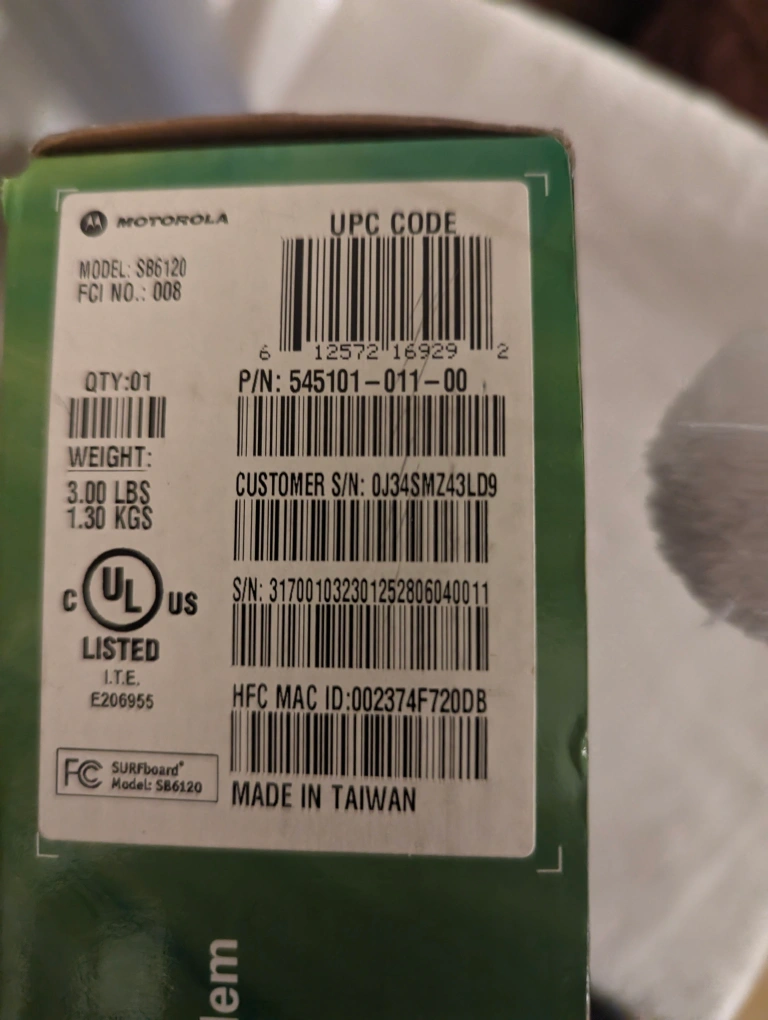 MOTOROLA
MODEL: SB6120
FCI NO.: 008
UPC CODE
6 12572 16929 2
QTY:01
WEIGHT:
3.00 LBS
1.30 KGS
P/N: 545101-011-00
CUSTOMER S/N: 0J34SMZ43LD9
S/N: 317001032301252806040011
HFC MAC ID:002374F720DB
MADE IN TAIWAN
C UL US
LISTED
I.T.E.
E206955
FC SURFboard®
Model: SB6120
dem